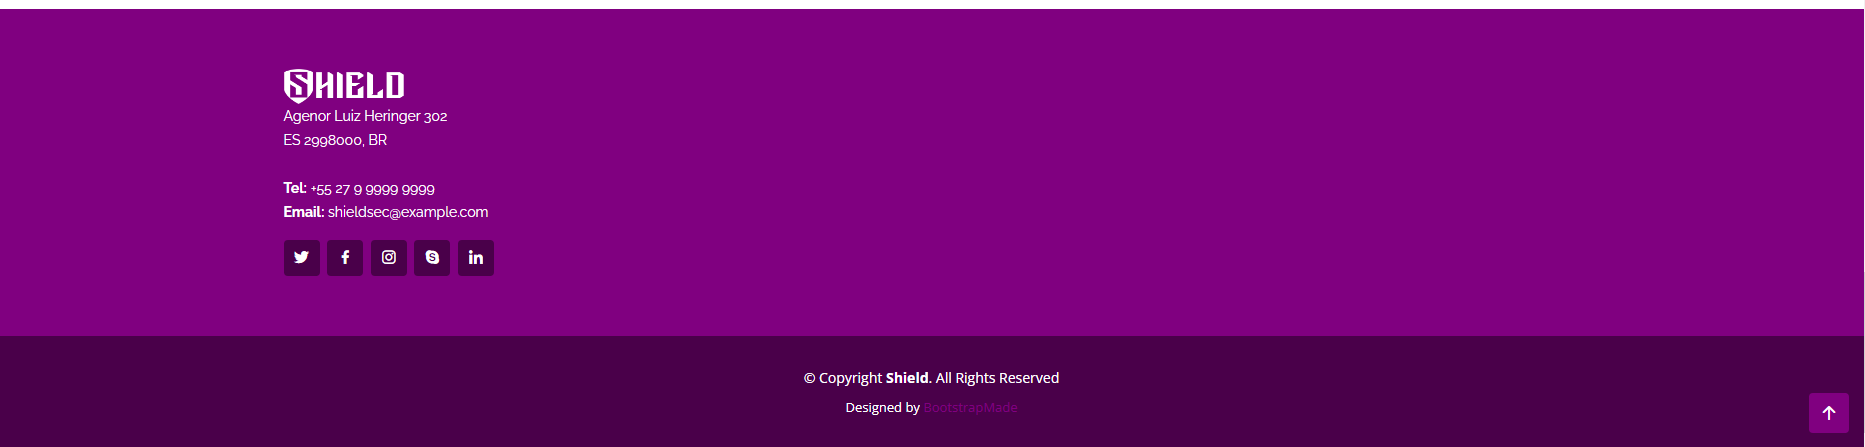 SHIELD
Agenor Luiz Heringer 302
ES 2998000, BR
Tel: +55 27 9 9999 9999
Email: shieldsec@example.com
© Copyright Shield. All Rights Reserved
Designed by BootstrapMade